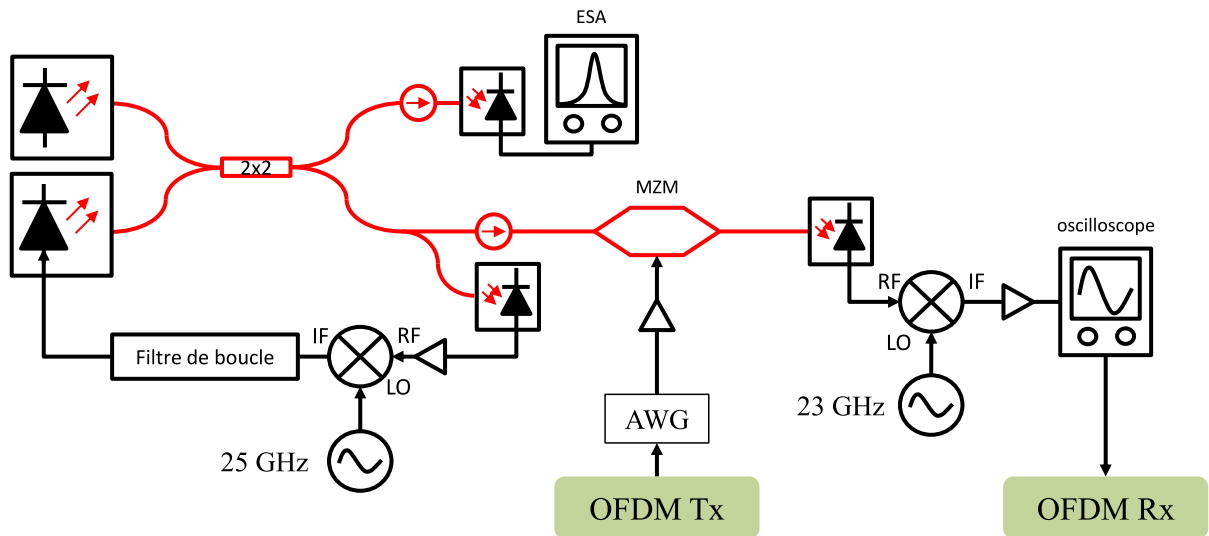 ESA
2x2
MZM
oscilloscope
RF
IF
LO
IF
RF
LO
Filtre de boucle
23 GHz
AWG
25 GHz
OFDM Tx
OFDM Rx